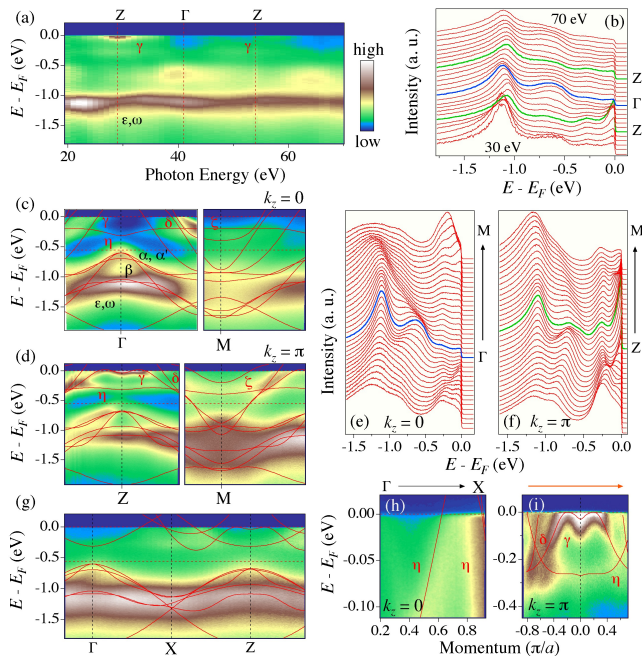 (a)
Z Γ Z
E - E_F (eV)
0.0
-0.5
-1.0
-1.5
γ γ
ε,ω
20 40 60
Photon Energy (eV)
high
low
(b)
Intensity (a. u.)
70 eV
30 eV
Z
Γ
Z
-1.5 -1.0 -0.5 0.0
E - E_F (eV)
(c)
k_z = 0
E - E_F (eV)
0.0
-0.5
-1.0
-1.5
γ δ ζ
η
α, α'
β
ε,ω
Γ M
(d)
k_z = π
E - E_F (eV)
0.0
-0.5
-1.0
-1.5
γ δ ζ
η
Z M
Intensity (a. u.)
M
Γ
(e) k_z = 0
-1.5 -1.0 -0.5 0.0
M
Z
(f) k_z = π
-1.5 -1.0 -0.5 0.0
E - E_F (eV)
(g)
E - E_F (eV)
0.0
-0.5
-1.0
-1.5
Γ X Z
Γ X
(h)
E - E_F (eV)
0.00
-0.05
-0.10
η η
k_z = 0
0.2 0.4 0.6 0.8
(i)
0.0
-0.2
-0.4
δ γ
η
k_z = π
-0.4 0.0 0.4
Momentum (π/a)